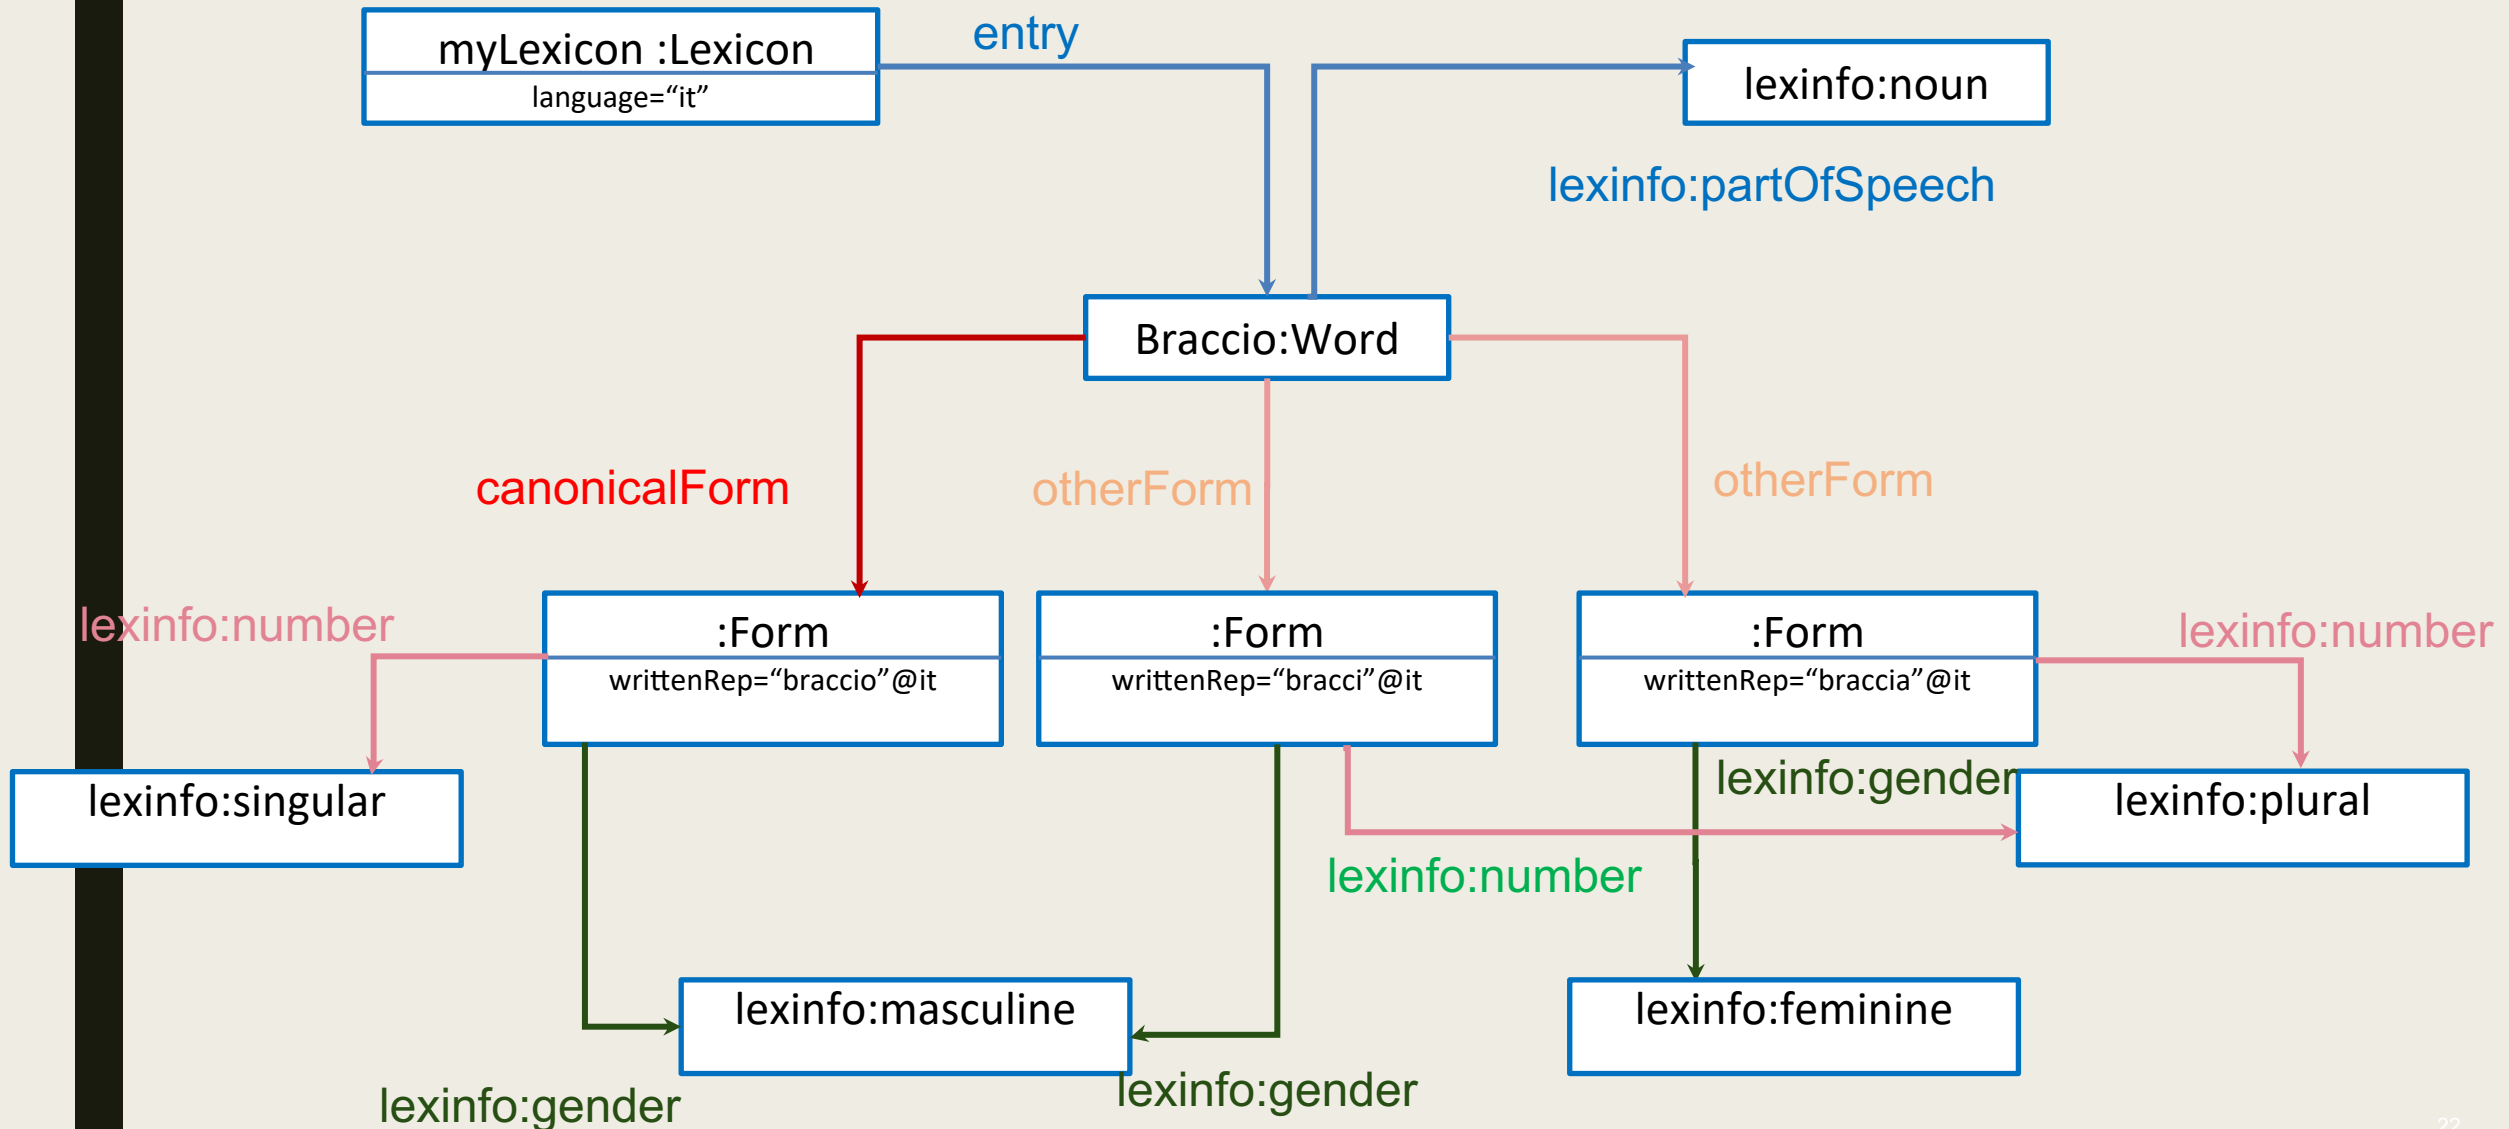 entry
myLexicon :Lexicon
language=“it”
lexinfo:noun
lexinfo:partOfSpeech
Braccio:Word
canonicalForm
otherForm
otherForm
lexinfo:number
:Form
writtenRep=“braccio”@it
:Form
writtenRep=“bracci”@it
:Form
writtenRep=“braccia”@it
lexinfo:number
lexinfo:singular
lexinfo:gender
lexinfo:plural
lexinfo:number
lexinfo:masculine
lexinfo:feminine
lexinfo:gender
lexinfo:gender
22